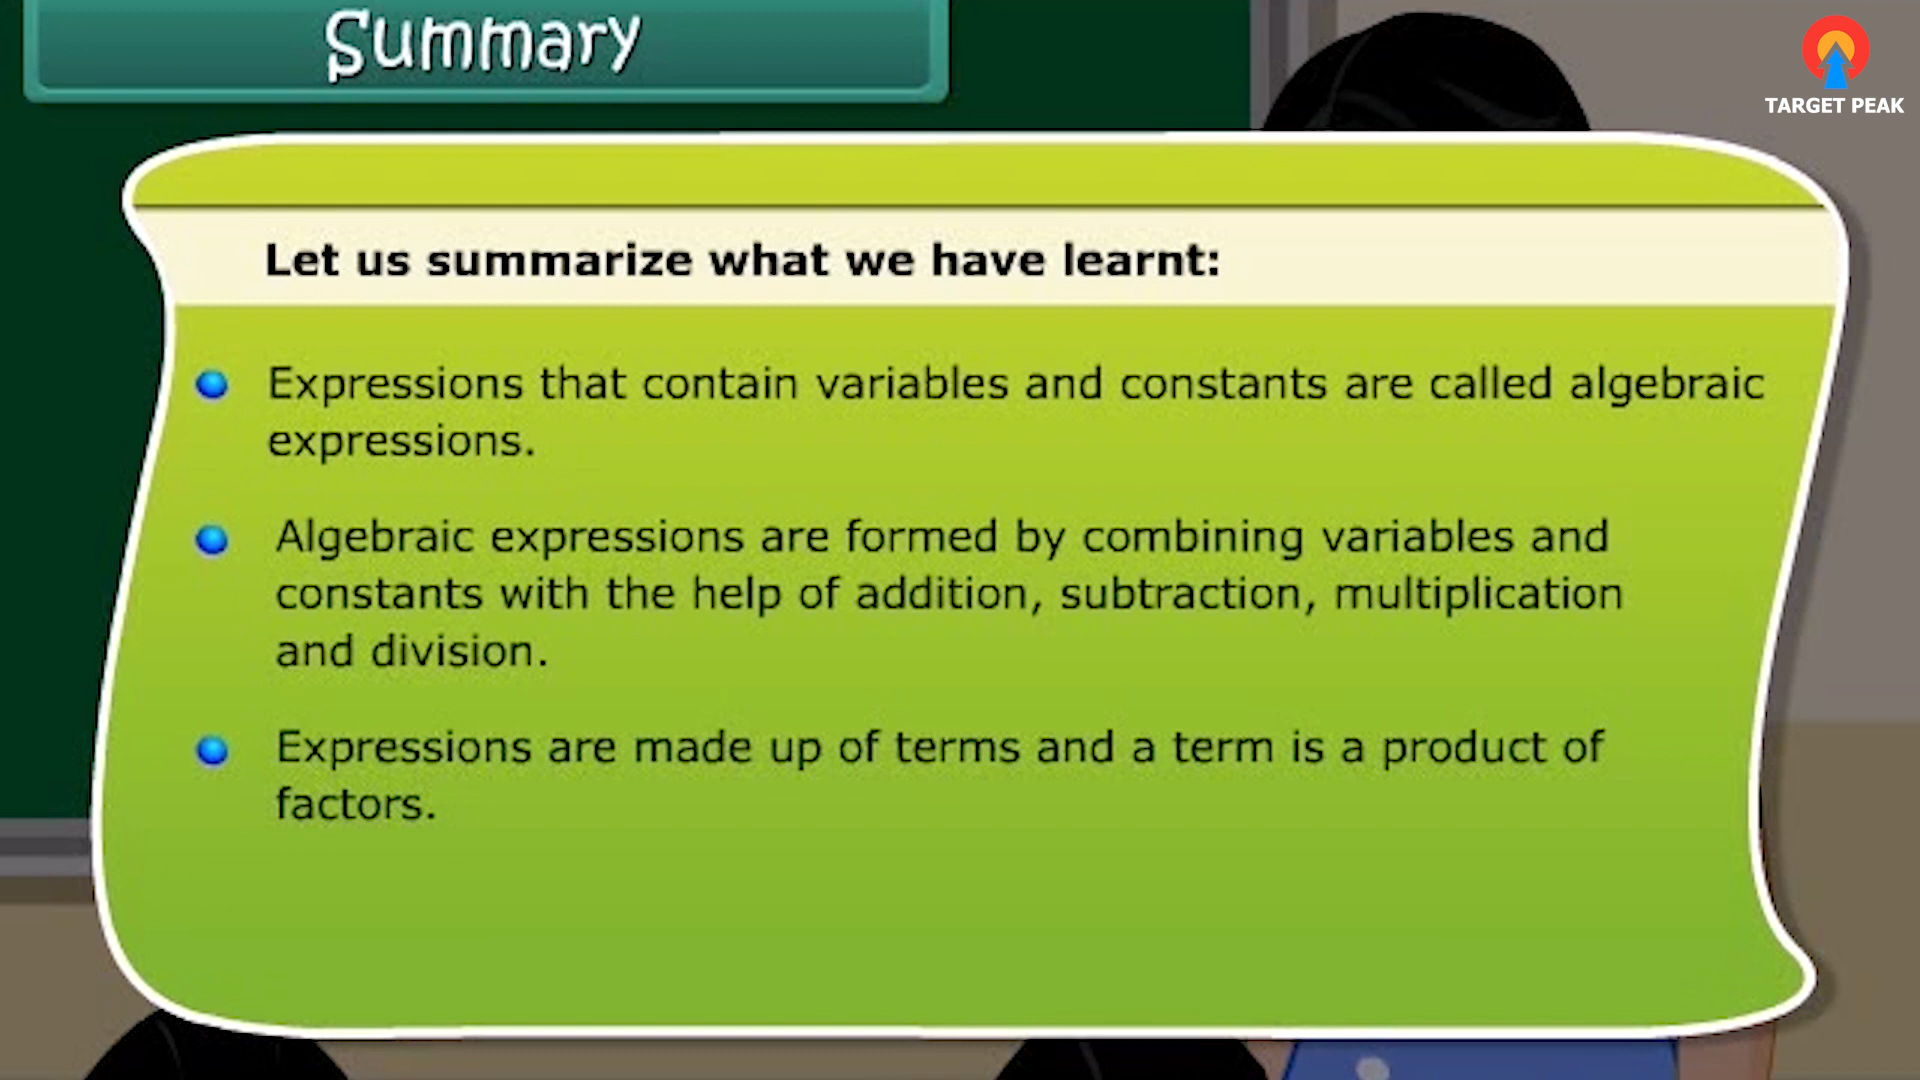 Summary
TARGET PEAK
Let us summarize what we have learnt:
Expressions that contain variables and constants are called algebraic
expressions.
Algebraic expressions are formed by combining variables and
constants with the help of addition, subtraction, multiplication
and division.
Expressions are made up of terms and a term is a product of
factors.